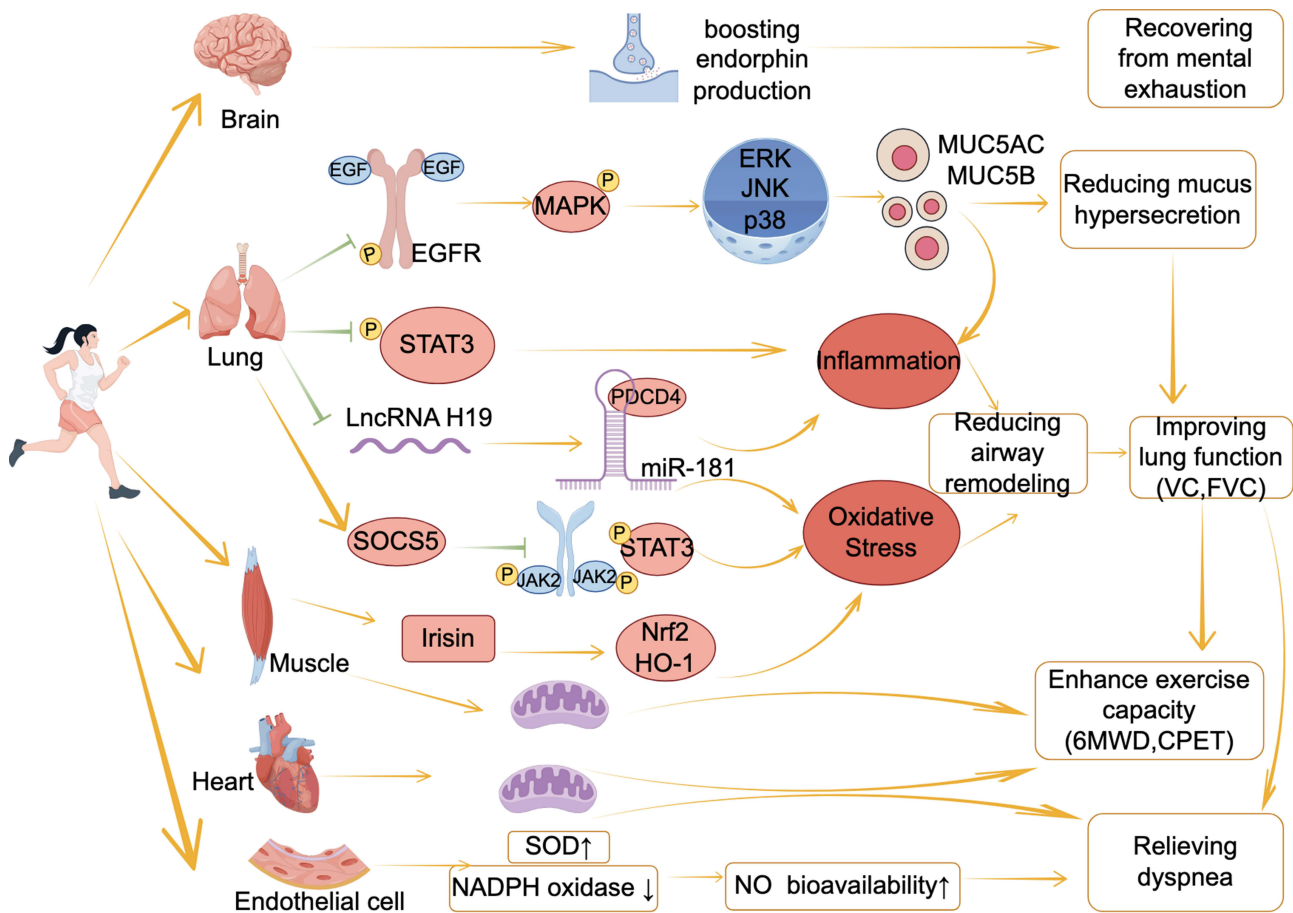 Brain
boosting
endorphin
production
Recovering
from mental
exhaustion
EGF
EGF
P
EGFR
P
MAPK
ERK
JNK
p38
MUC5AC
MUC5B
Reducing mucus
hypersecretion
Lung
P
STAT3
Inflammation
LncRNA H19
PDCD4
miR-181
Reducing
airway
remodeling
Improving
lung function
(VC,FVC)
SOCS5
P
JAK2
JAK2
P
P
STAT3
Oxidative
Stress
Muscle
Irisin
Nrf2
HO-1
Enhance exercise
capacity
(6MWD,CPET)
Heart
Endothelial cell
SOD↑
NADPH oxidase ↓
NO bioavailability↑
Relieving
dyspnea